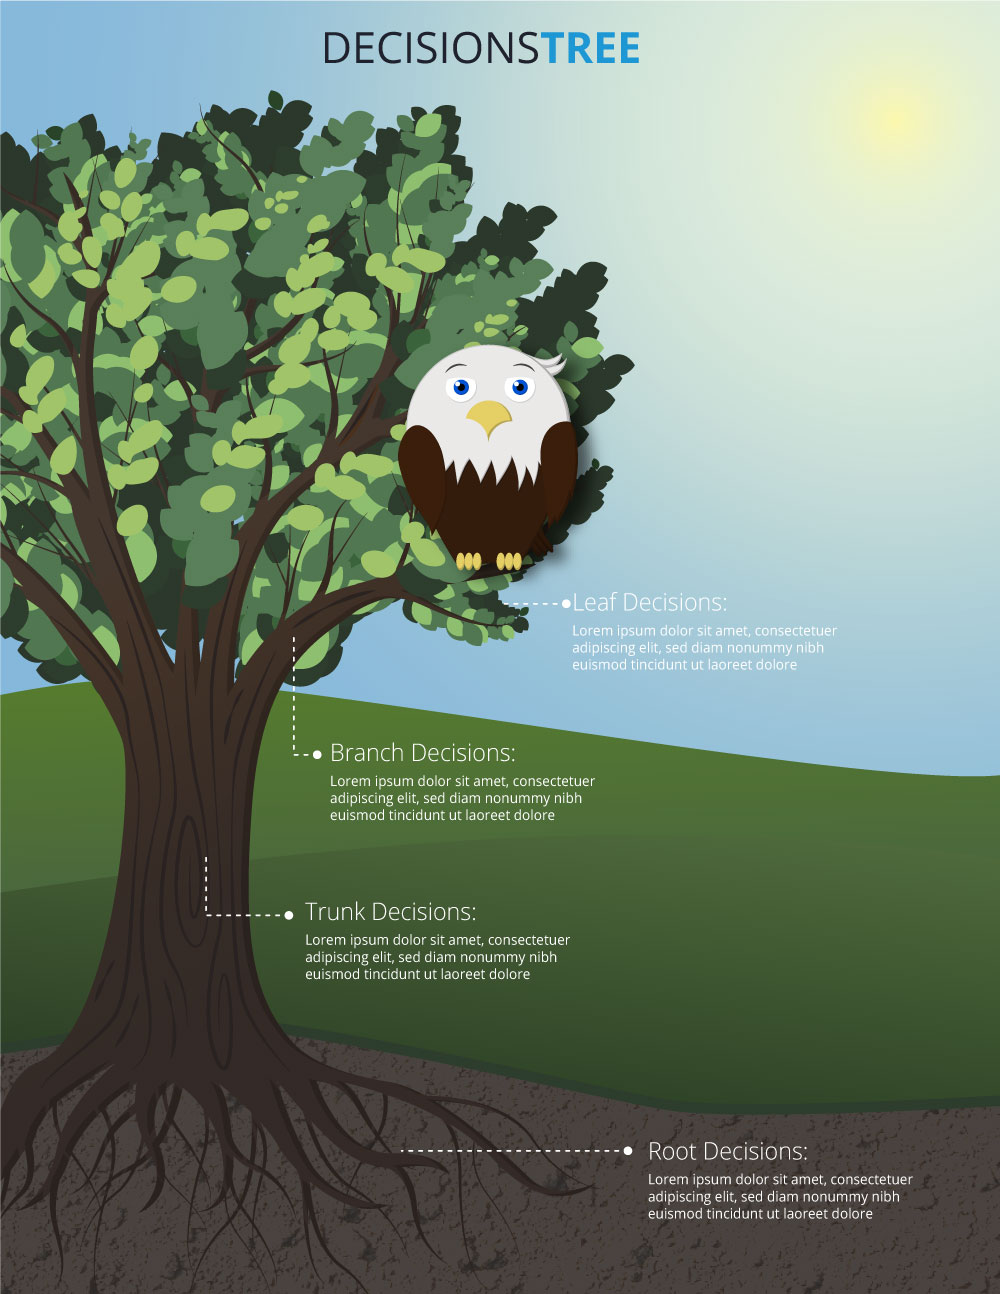 DECISIONSTREE
Leaf Decisions:
Lorem ipsum dolor sit amet, consectetuer
adipiscing elit, sed diam nonummy nibh
euismod tincidunt ut laoreet dolore
Branch Decisions:
Lorem ipsum dolor sit amet, consectetuer
adipiscing elit, sed diam nonummy nibh
euismod tincidunt ut laoreet dolore
Trunk Decisions:
Lorem ipsum dolor sit amet, consectetuer
adipiscing elit, sed diam nonummy nibh
euismod tincidunt ut laoreet dolore
Root Decisions:
Lorem ipsum dolor sit amet, consectetuer
adipiscing elit, sed diam nonummy nibh
euismod tincidunt ut laoreet dolore